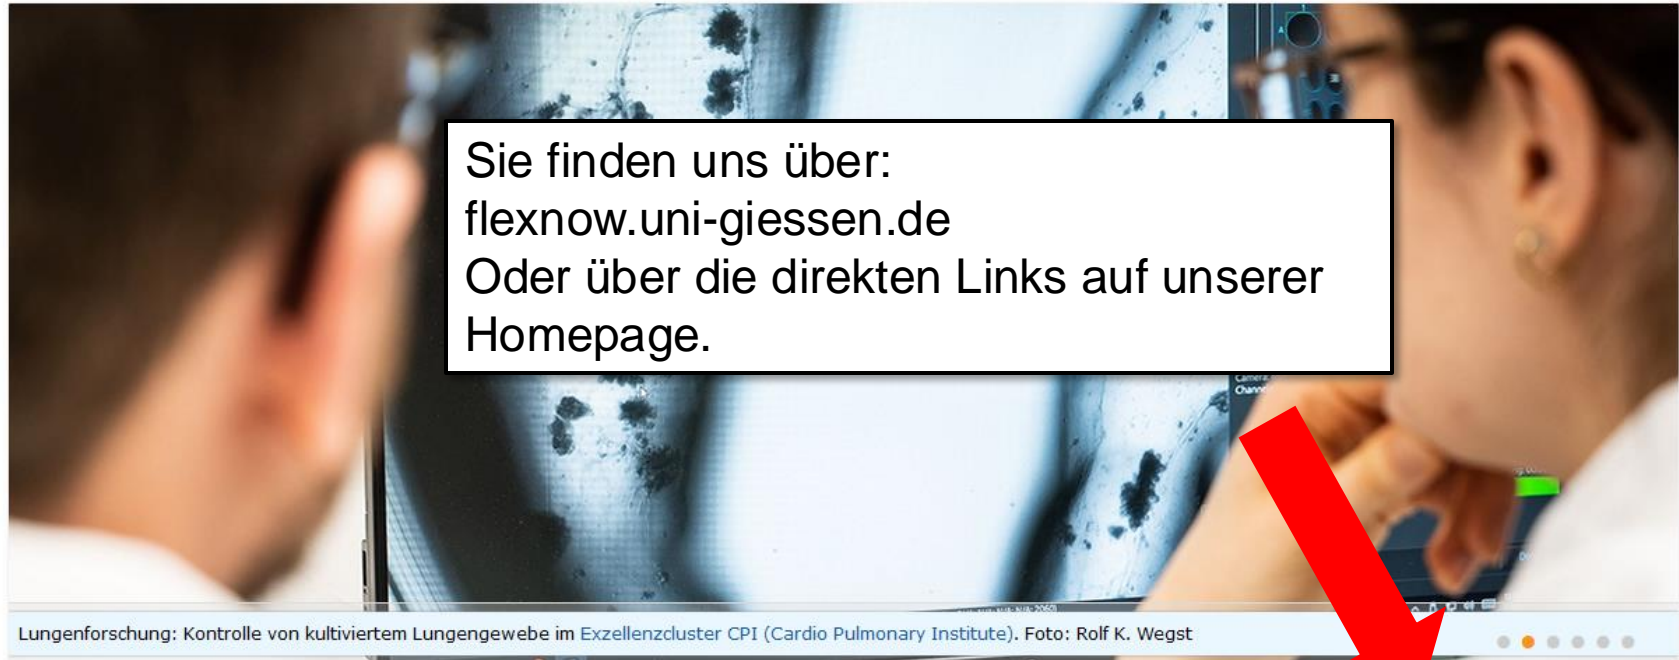 Sie finden uns über:
flexnow.uni-giessen.de
Oder über die direkten Links auf unserer
Homepage.
Lungenforschung: Kontrolle von kultiviertem Lungengewebe im Exzellenzcluster CPI (Cardio Pulmonary Institute). Foto: Rolf K. Wegst